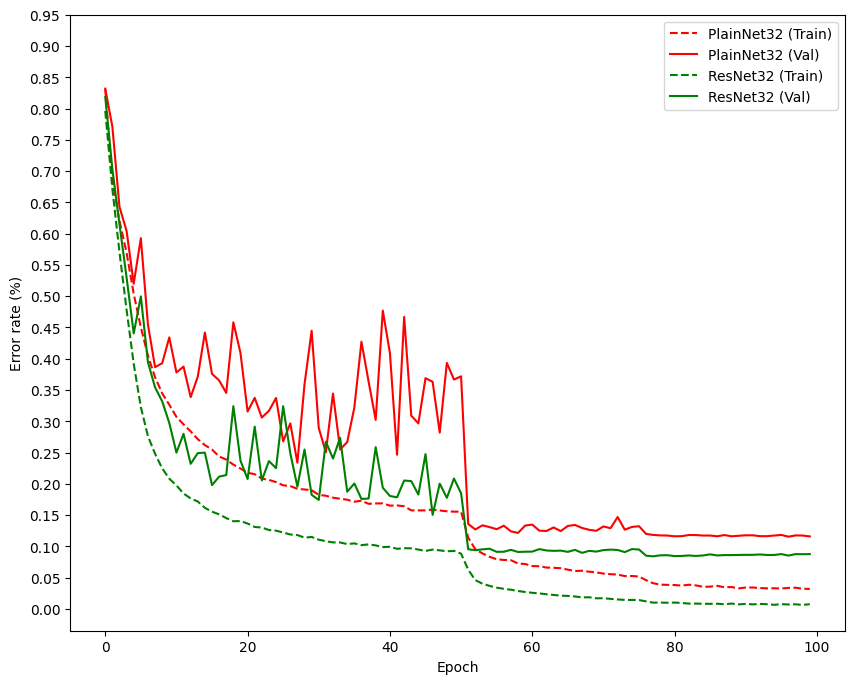 0.95
0.90
0.85
0.80
0.75
0.70
0.65
0.60
0.55
0.50
0.45
0.40
0.35
0.30
0.25
0.20
0.15
0.10
0.05
0.00
Error rate (%)
PlainNet32 (Train)
PlainNet32 (Val)
ResNet32 (Train)
ResNet32 (Val)
0 20 40 60 80 100
Epoch